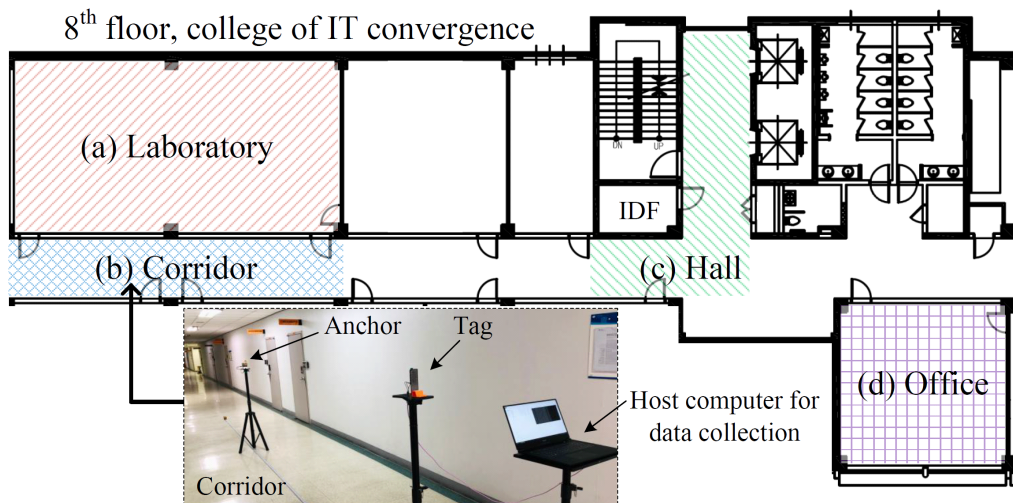 8th floor, college of IT convergence
(a) Laboratory
DN UP
IDF
(b) Corridor
(c) Hall
Anchor
Tag
(d) Office
Host computer for
data collection
Corridor